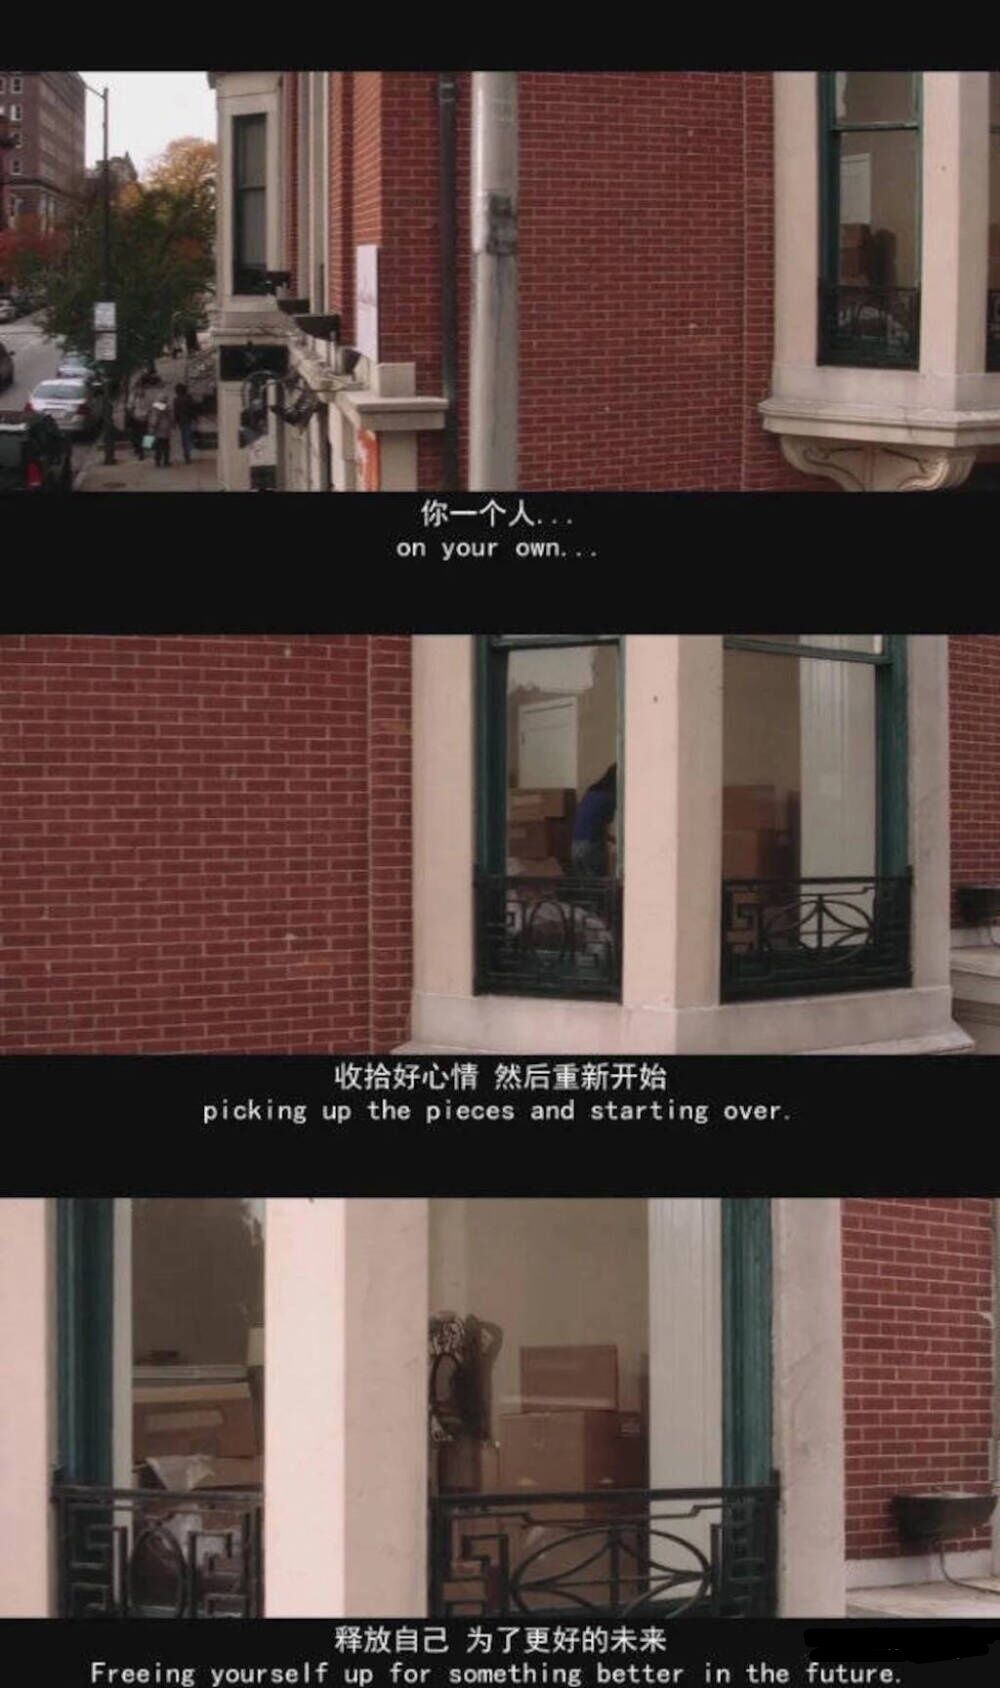 你一个人...
on your own...
收拾好心情 然后重新开始
picking up the pieces and starting over.
释放自己 为了更好的未来
Freeing yourself up for something better in the future.